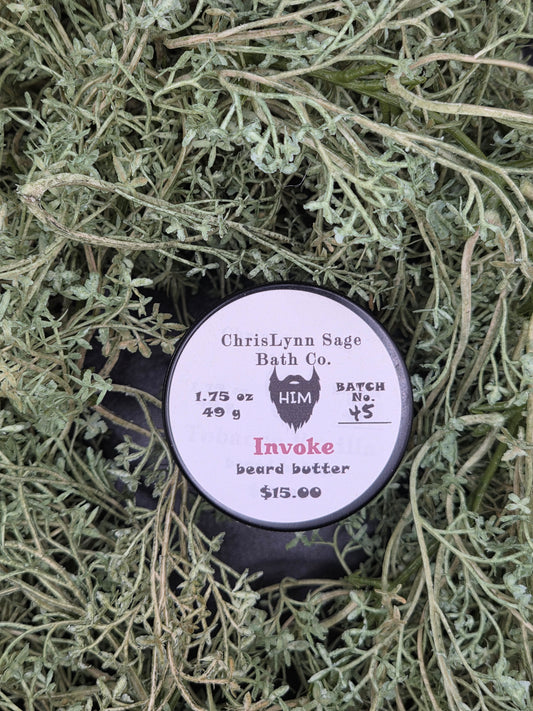 ChrisLynn Sage
Bath Co.
1.75 oz
49 g
HIM
BATCH
No.
45
Invoke
beard butter
$15.00